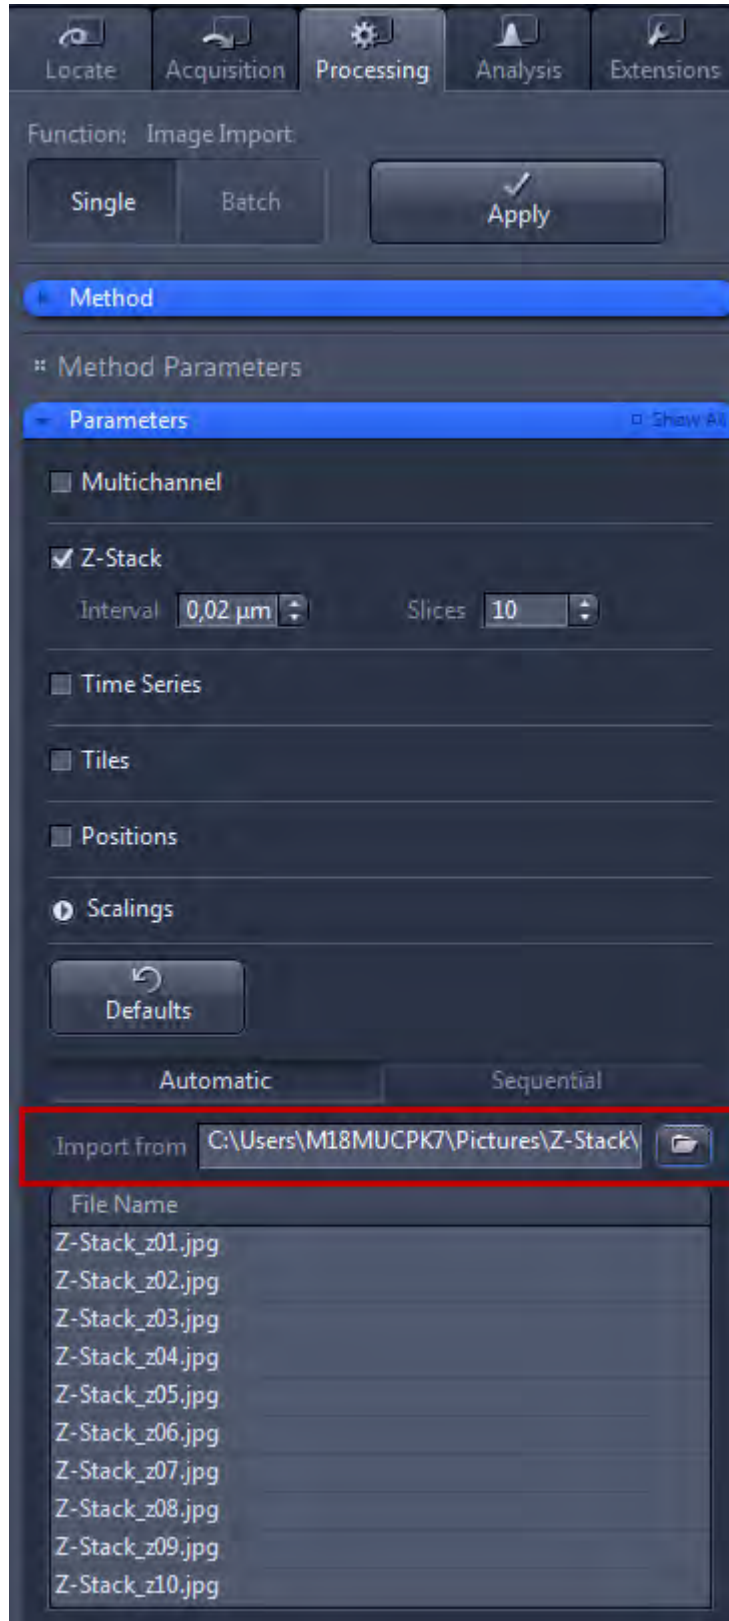 Locate Acquisition Processing Analysis Extensions
Function: Image Import
Single Batch Apply
Method
Method Parameters
Parameters Show All
Multichannel
Z-Stack
Interval 0,02 µm Slices 10
Time Series
Tiles
Positions
Scalings
Defaults
Automatic Sequential
Import from C:\Users\M18MUCPK7\Pictures\Z-Stack\
File Name
Z-Stack_z01.jpg
Z-Stack_z02.jpg
Z-Stack_z03.jpg
Z-Stack_z04.jpg
Z-Stack_z05.jpg
Z-Stack_z06.jpg
Z-Stack_z07.jpg
Z-Stack_z08.jpg
Z-Stack_z09.jpg
Z-Stack_z10.jpg